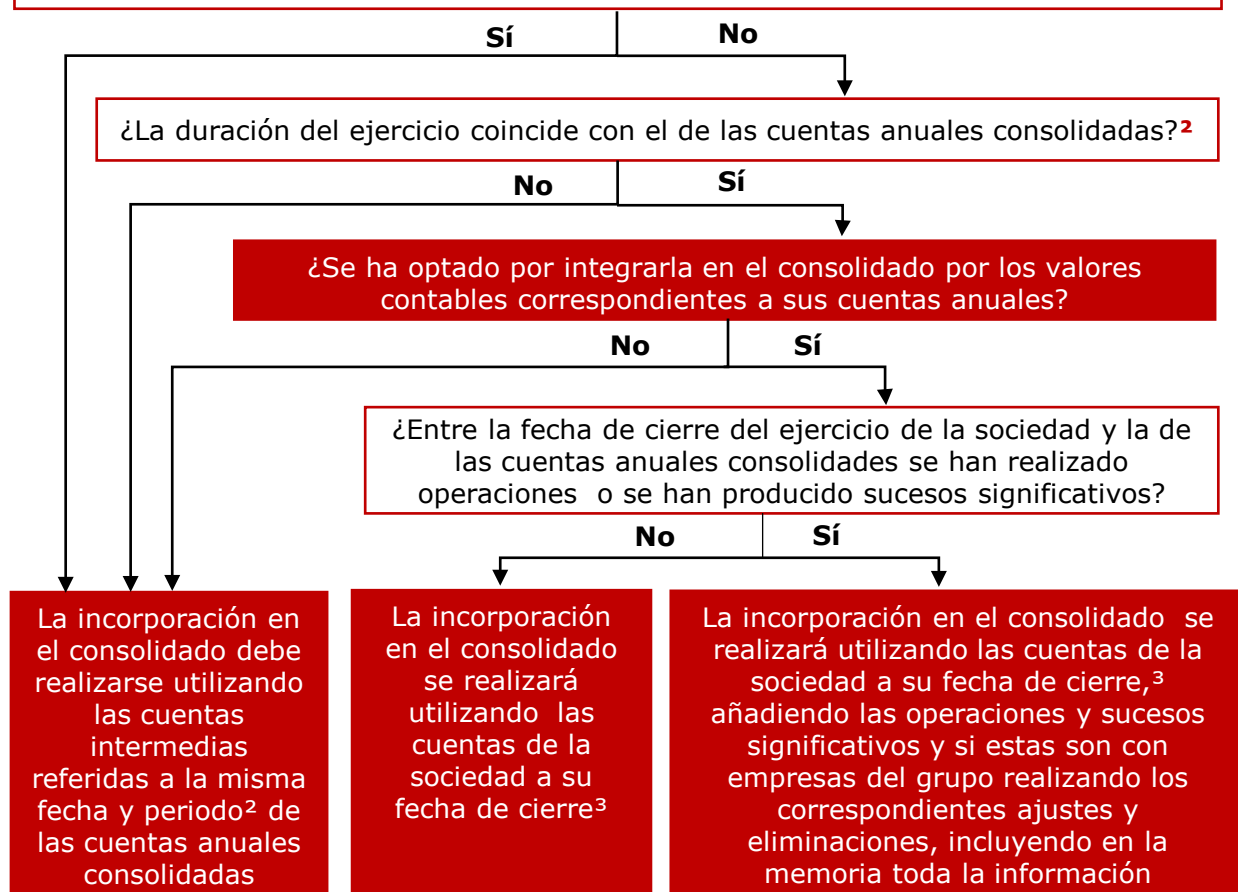 Sí
No
¿La duración del ejercicio coincide con el de las cuentas anuales consolidadas?²
No
Sí
¿Se ha optado por integrarla en el consolidado por los valores
contables correspondientes a sus cuentas anuales?
No
Sí
¿Entre la fecha de cierre del ejercicio de la sociedad y la de
las cuentas anuales consolidades se han realizado
operaciones o se han producido sucesos significativos?
No
Sí
La incorporación en
el consolidado debe
realizarse utilizando
las cuentas
intermedias
referidas a la misma
fecha y periodo² de
las cuentas anuales
consolidadas
La incorporación
en el consolidado
se realizará
utilizando las
cuentas de la
sociedad a su
fecha de cierre³
La incorporación en el consolidado se
realizará utilizando las cuentas de la
sociedad a su fecha de cierre,³
añadiendo las operaciones y sucesos
significativos y si estas son con
empresas del grupo realizando los
correspondientes ajustes y
eliminaciones, incluyendo en la
memoria toda la información